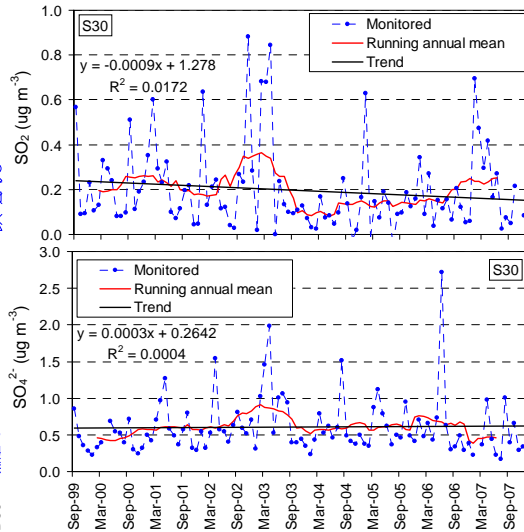 S30
Monitored
Running annual mean
Trend
y = -0.0009x + 1.278
R² = 0.0172
SO₂ (ug m⁻³)
1.0
0.8
0.6
0.4
0.2
0.0
Monitored
Running annual mean
Trend
S30
y = 0.0003x + 0.2642
R² = 0.0004
SO₄²⁻ (ug m⁻³)
3.0
2.5
2.0
1.5
1.0
0.5
0.0
Sep-99
Mar-00
Sep-00
Mar-01
Sep-01
Mar-02
Sep-02
Mar-03
Sep-03
Mar-04
Sep-04
Mar-05
Sep-05
Mar-06
Sep-06
Mar-07
Sep-07